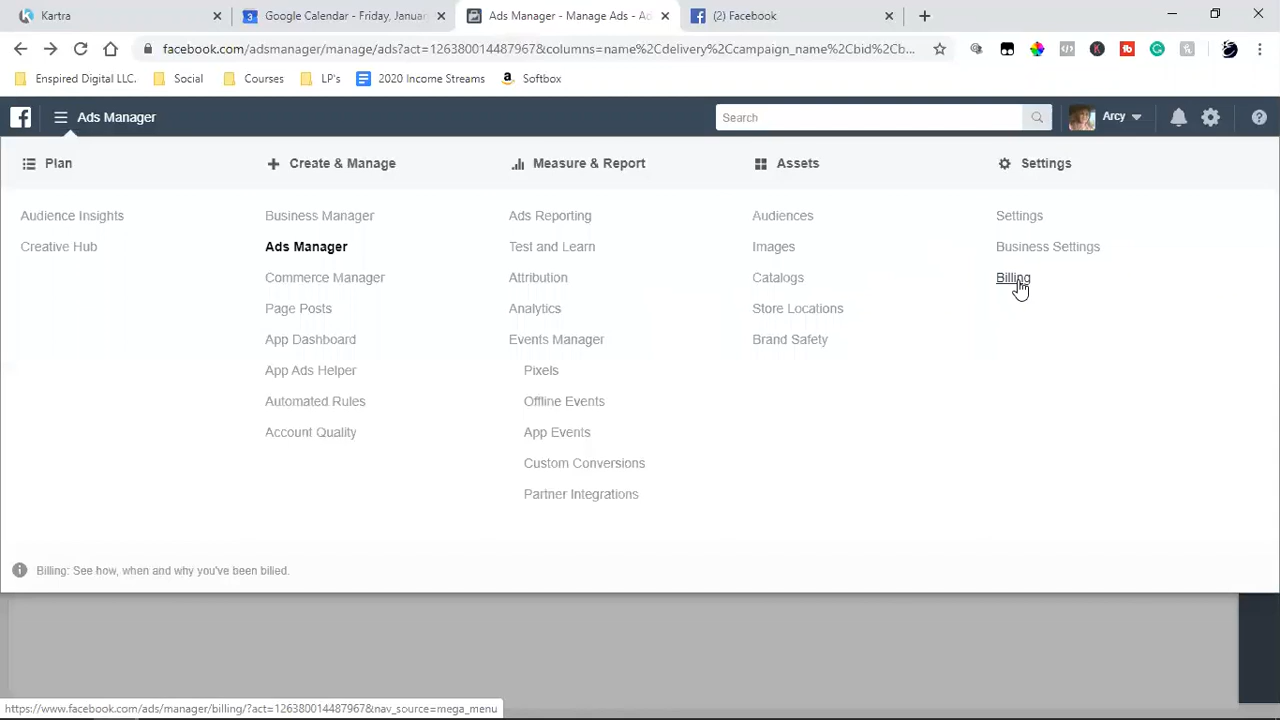 Kartra
Google Calendar - Friday, Januar
Ads Manager - Manage Ads - Ad
(2) Facebook
facebook.com/adsmanager/manage/ads?act=126380014487967&columns=name%2Cdelivery%2Ccampaign_name%2Cbid%2Cb...
Enspired Digital LLC.
Social
Courses
LP's
2020 Income Streams
Softbox
Ads Manager
Search
Arcy
Plan
Create & Manage
Measure & Report
Assets
Settings
Audience Insights
Business Manager
Ads Reporting
Audiences
Settings
Creative Hub
Ads Manager
Test and Learn
Images
Business Settings
Commerce Manager
Attribution
Catalogs
Billing
Page Posts
Analytics
Store Locations
App Dashboard
Events Manager
Brand Safety
App Ads Helper
Pixels
Automated Rules
Offline Events
Account Quality
App Events
Custom Conversions
Partner Integrations
Billing: See how, when and why you've been billed.
https://www.facebook.com/ads/manager/billing/?act=126380014487967&nav_source=mega_menu